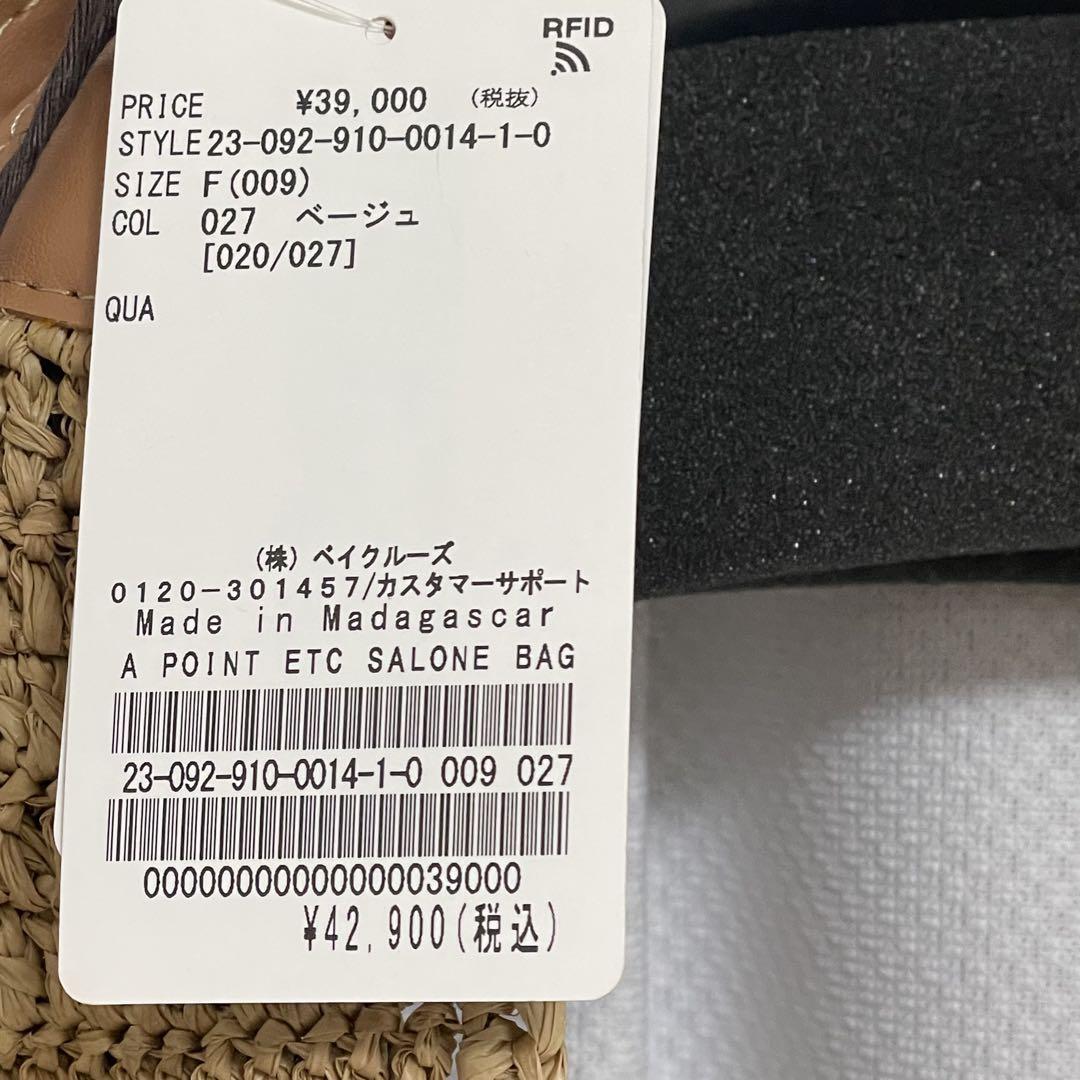 RFID
PRICE ¥39,000 (税抜)
STYLE 23-092-910-0014-1-0
SIZE F(009)
COL 027 ベージュ
[020/027]
QUA
(株) ベイクルーズ
0120-301457/カスタマーサポート
Made in Madagascar
A POINT ETC SALONE BAG
23-092-910-0014-1-0 009 027
00000000000000039000
¥42,900(税込)